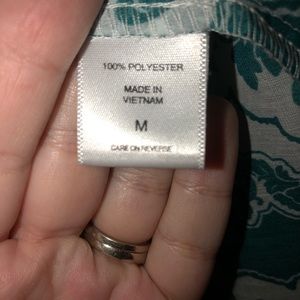 100% POLYESTER
MADE IN
VIETNAM
M
CARE ON REVERSE